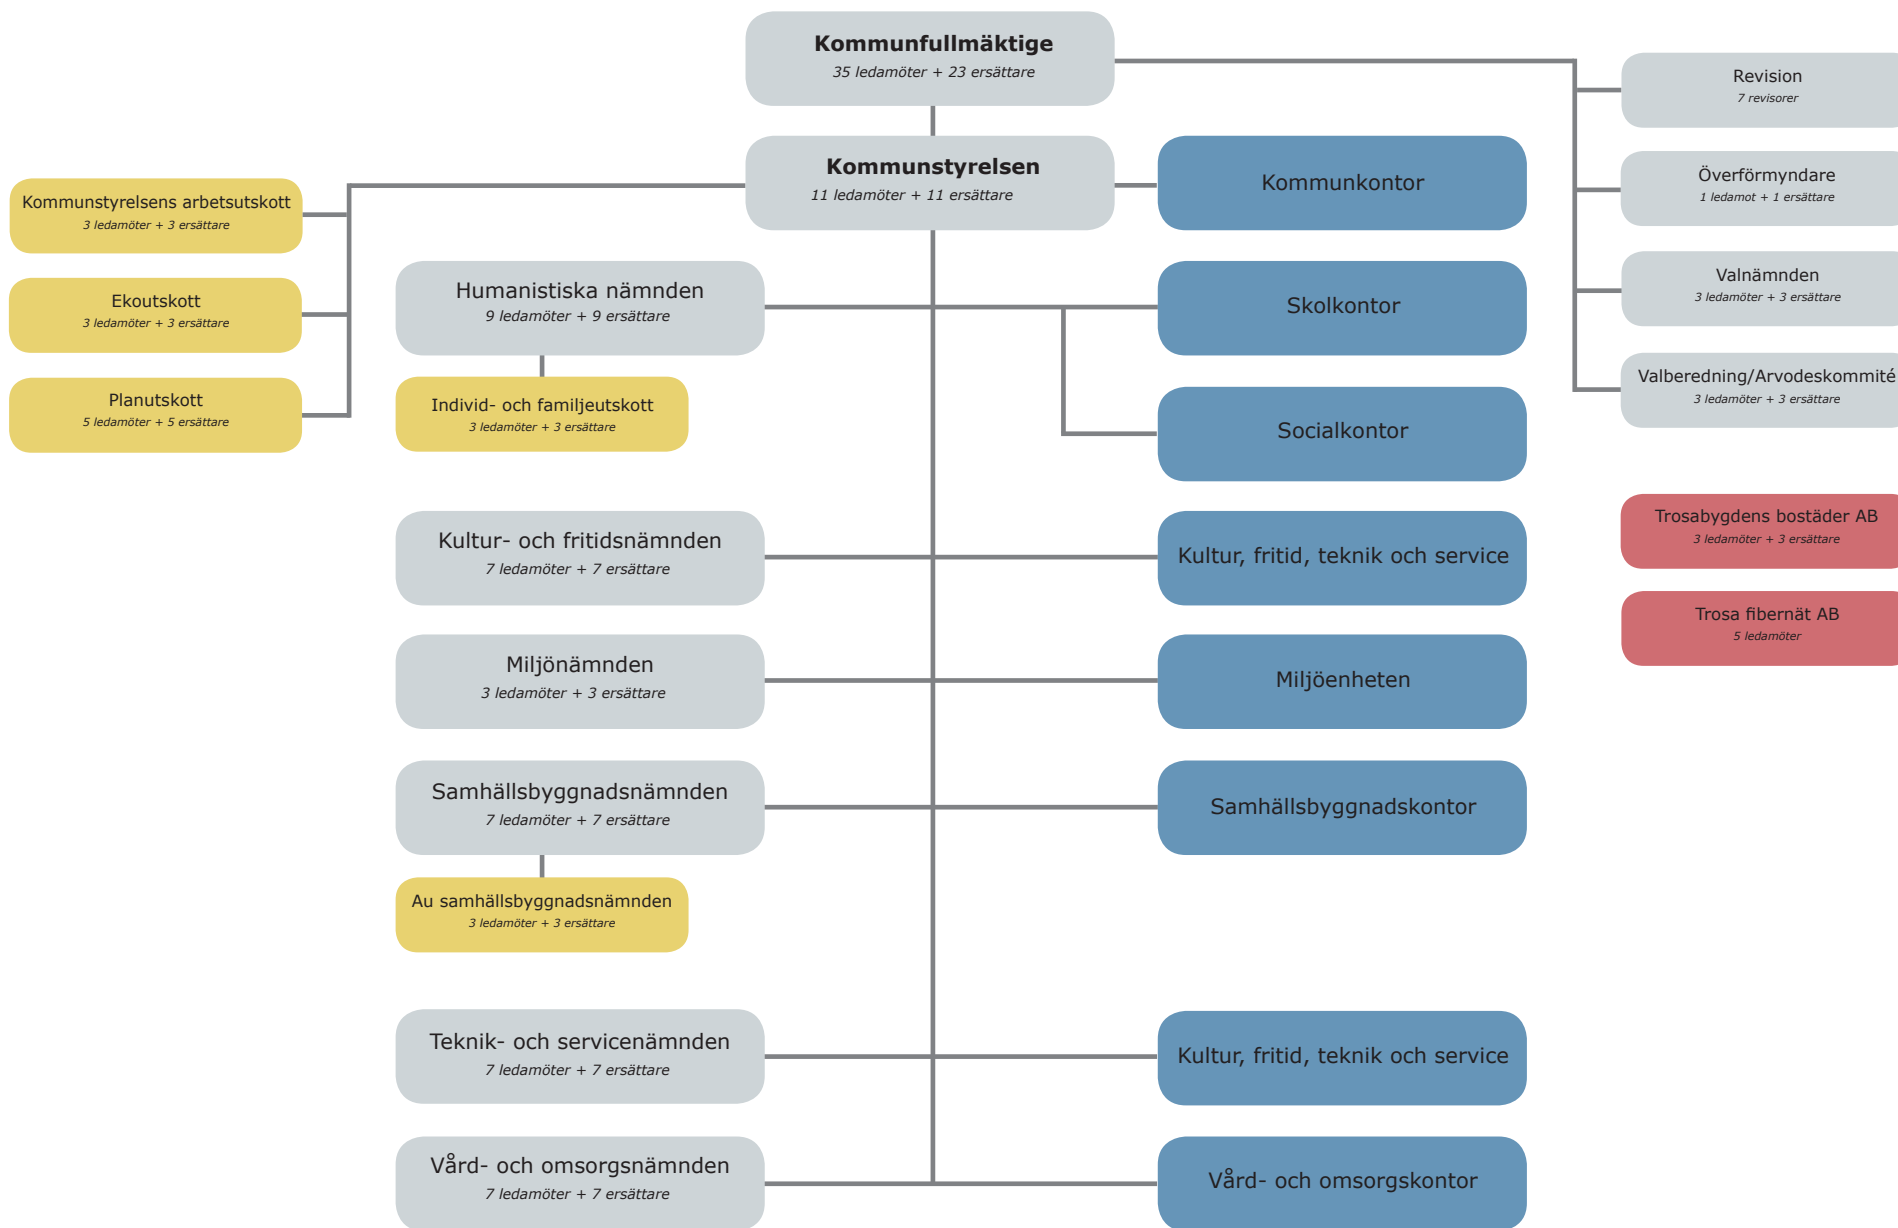 Kommunfullmäktige
35 ledamöter + 23 ersättare
Kommunstyrelsen
11 ledamöter + 11 ersättare
Kommunkontor
Kommunstyrelsens arbetsutskott
3 ledamöter + 3 ersättare
Ekoutskott
3 ledamöter + 3 ersättare
Planutskott
5 ledamöter + 5 ersättare
Humanistiska nämnden
9 ledamöter + 9 ersättare
Individ- och familjeutskott
3 ledamöter + 3 ersättare
Skolkontor
Socialkontor
Kultur- och fritidsnämnden
7 ledamöter + 7 ersättare
Kultur, fritid, teknik och service
Miljönämnden
3 ledamöter + 3 ersättare
Miljöenheten
Samhällsbyggnadsnämnden
7 ledamöter + 7 ersättare
Samhällsbyggnadskontor
Au samhällsbyggnadsnämnden
3 ledamöter + 3 ersättare
Teknik- och servicenämnden
7 ledamöter + 7 ersättare
Kultur, fritid, teknik och service
Vård- och omsorgsnämnden
7 ledamöter + 7 ersättare
Vård- och omsorgskontor
Revision
7 revisorer
Överförmyndare
1 ledamot + 1 ersättare
Valnämnden
3 ledamöter + 3 ersättare
Valberedning/Arvodeskommité
3 ledamöter + 3 ersättare
Trosabygdens bostäder AB
3 ledamöter + 3 ersättare
Trosa fibernät AB
5 ledamöter